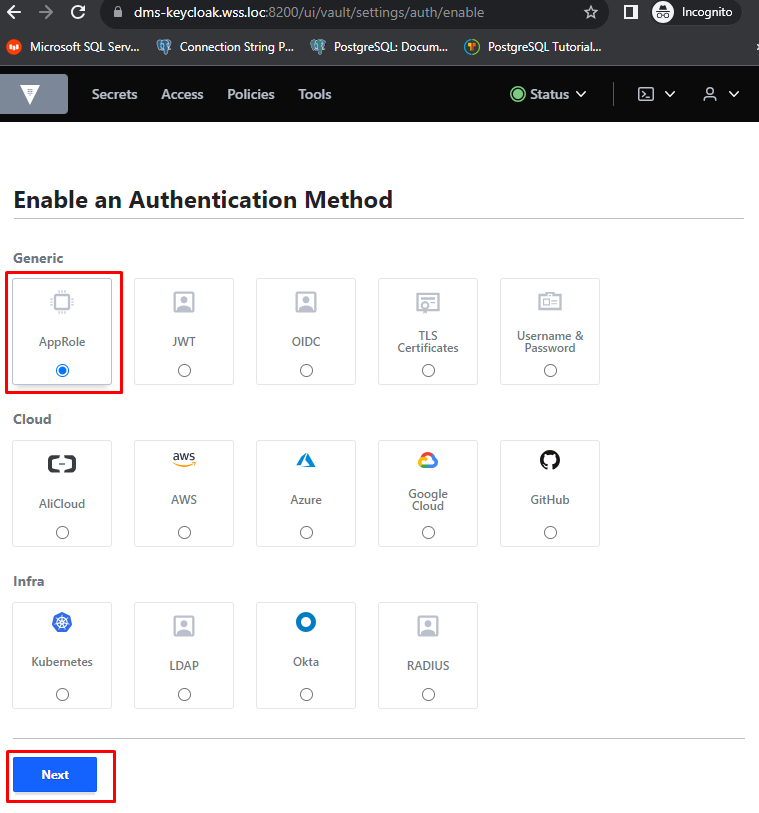 dms-keycloak.wss.loc:8200/ui/vault/settings/auth/enable
Incognito
Microsoft SQL Serv...
Connection String P...
PostgreSQL: Docum...
PostgreSQL Tutorial...
Secrets
Access
Policies
Tools
Status
Enable an Authentication Method
Generic
AppRole
JWT
OIDC
TLS
Certificates
Username &
Password
Cloud
AliCloud
aws
AWS
Azure
Google
Cloud
GitHub
Infra
Kubernetes
LDAP
Okta
RADIUS
Next